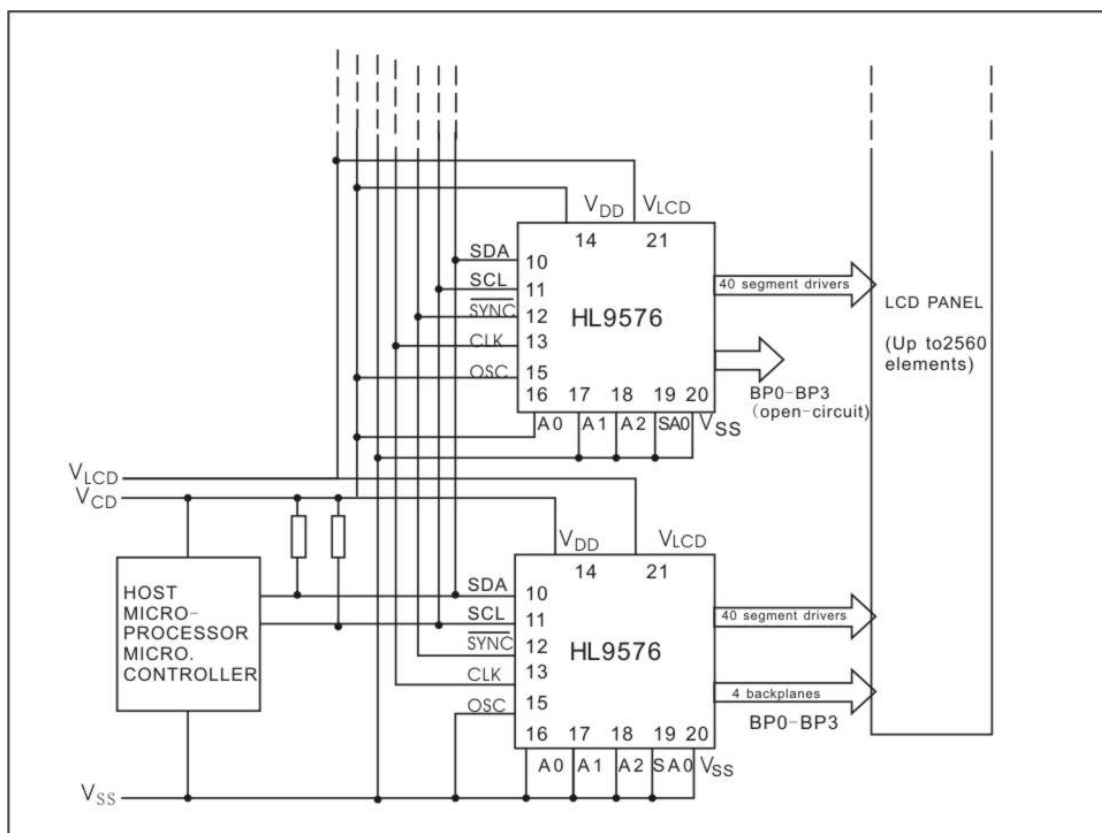 VDD
VLCD
14
21
SDA
10
SCL
11
SYNC
12
HL9576
CLK
13
OSC
15
16 17 18 19 20
A0 A1 A2 SA0 VSS
40 segment drivers
BP0-BP3
(open-circuit)
LCD PANEL
(Up to2560
elements)
VLCD
VCD
HOST
MICRO-
PROCESSOR
MICRO.
CONTROLLER
VSS
VDD
VLCD
14
21
SDA
10
SCL
11
SYNC
12
HL9576
CLK
13
OSC
15
16 17 18 19 20
A0 A1 A2 SA0 VSS
40 segment drivers
4 backplanes
BP0-BP3